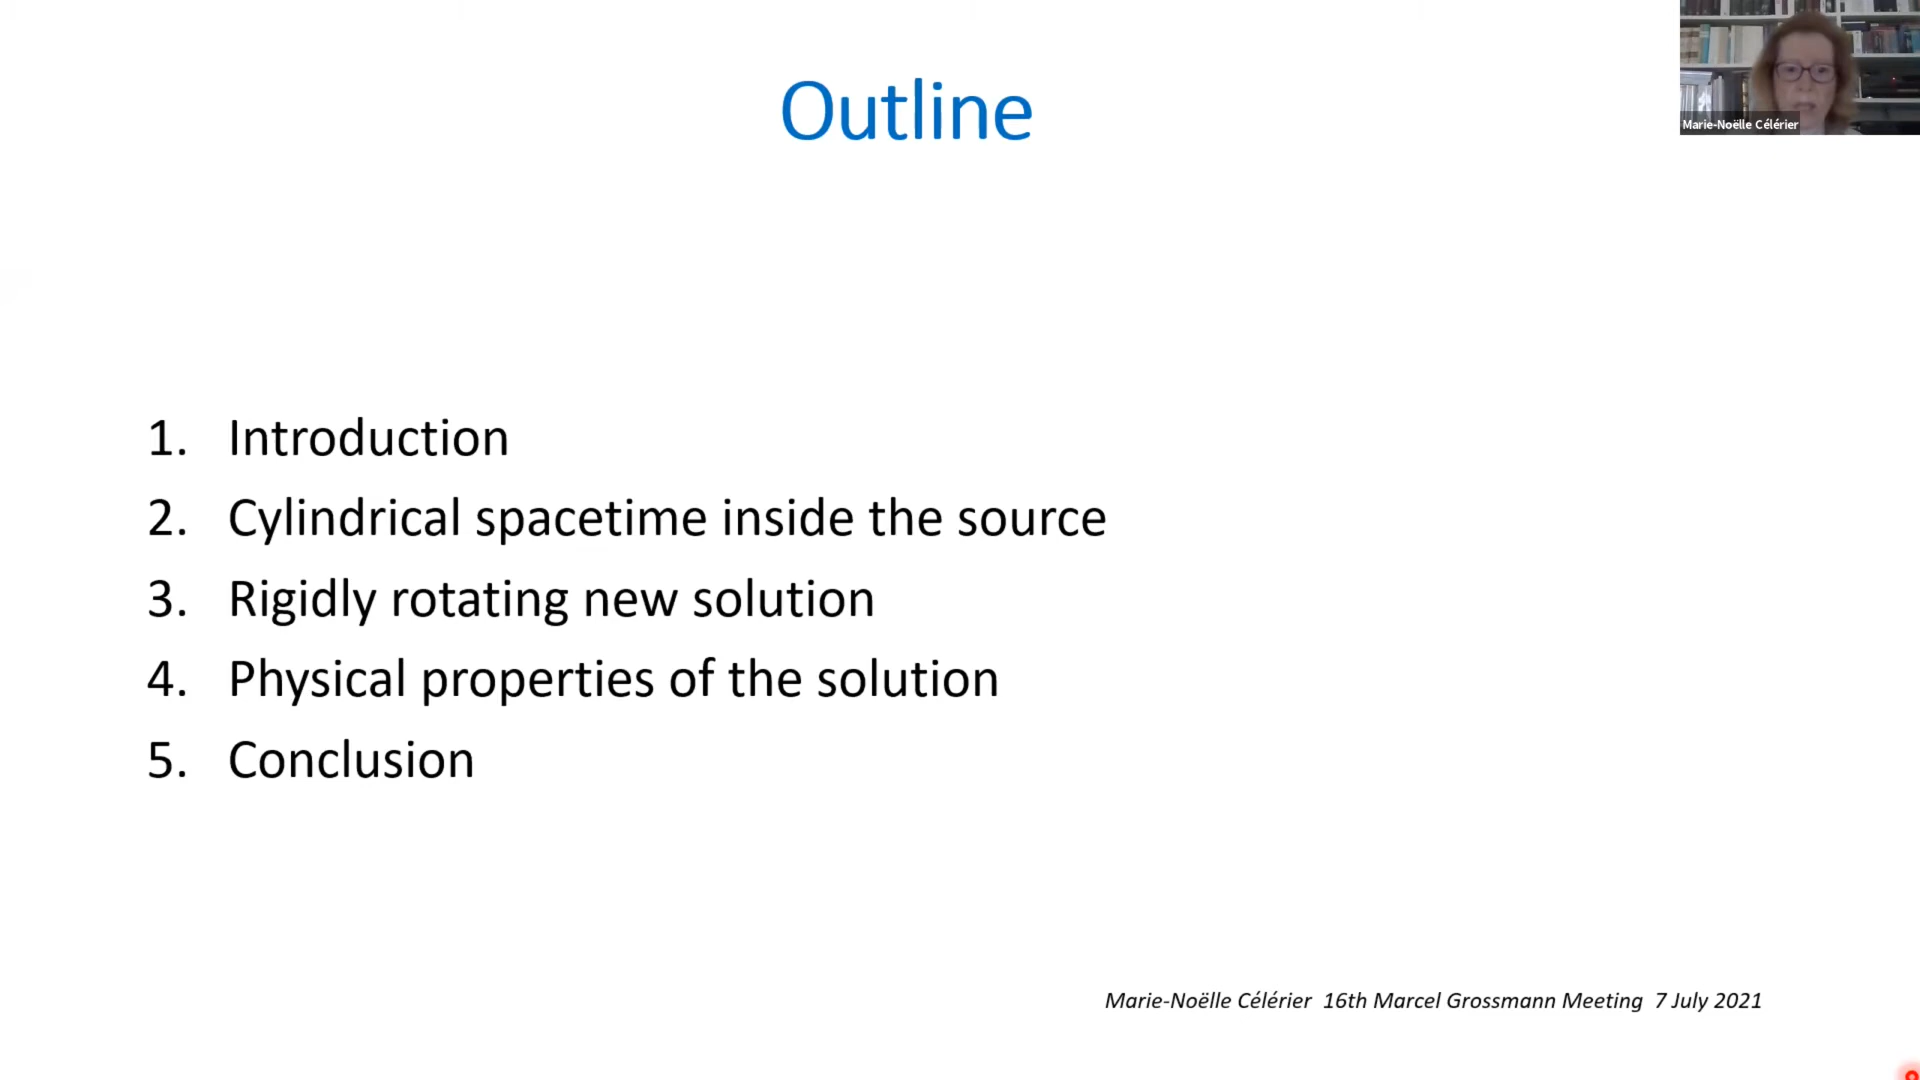 Outline
Marie-Noëlle Célérier
1. Introduction
2. Cylindrical spacetime inside the source
3. Rigidly rotating new solution
4. Physical properties of the solution
5. Conclusion
Marie-Noëlle Célérier 16th Marcel Grossmann Meeting 7 July 2021